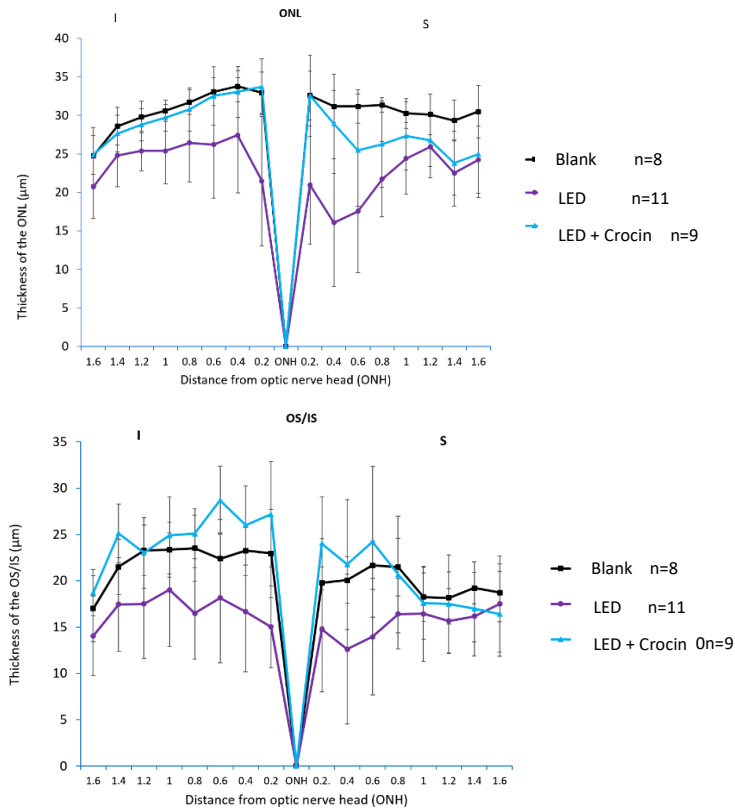 ONL
I
S
40
35
30
25
20
15
10
5
0
Thickness of the ONL (μm)
1.6 1.4 1.2 1 0.8 0.6 0.4 0.2 ONH 0.2. 0.4 0.6 0.8 1 1.2 1.4 1.6
Distance from optic nerve head (ONH)
Blank n=8
LED n=11
LED + Crocin n=9
OS/IS
I
S
35
30
25
20
15
10
5
0
Thickness of the OS/IS (μm)
1.6 1.4 1.2 1 0.8 0.6 0.4 0.2 ONH 0.2. 0.4 0.6 0.8 1 1.2 1.4 1.6
Distance from optic nerve head (ONH)
Blank n=8
LED n=11
LED + Crocin 0n=9